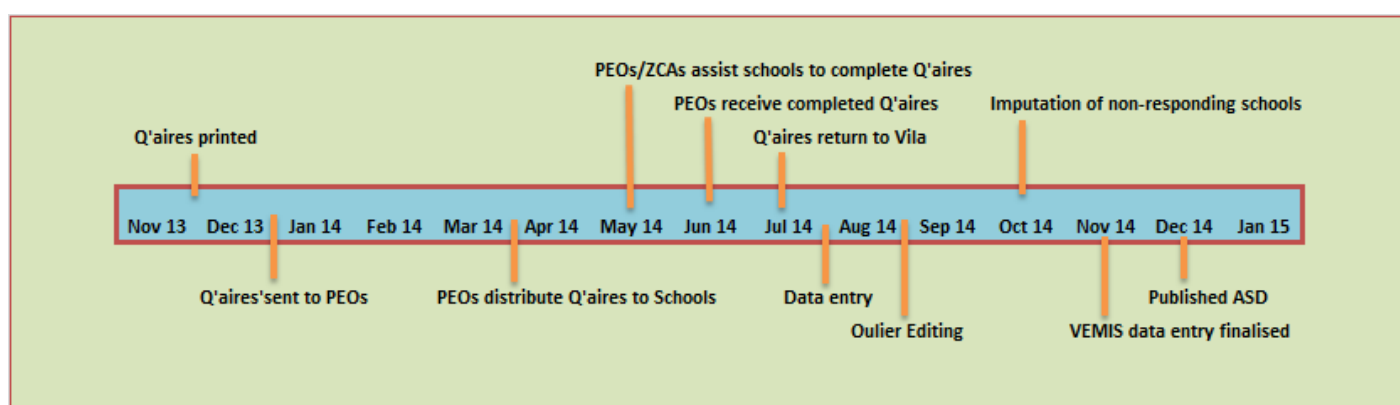 PEOs/ZCAs assist schools to complete Q'aires
PEOs receive completed Q'aires
Imputation of non-responding schools
Q'aires printed
Q'aires return to Vila
Nov 13 Dec 13 Jan 14 Feb 14 Mar 14 Apr 14 May 14 Jun 14 Jul 14 Aug 14 Sep 14 Oct 14 Nov 14 Dec 14 Jan 15
Q'aires'sent to PEOs
PEOs distribute Q'aires to Schools
Data entry
Published ASD
Oulier Editing
VEMIS data entry finalised